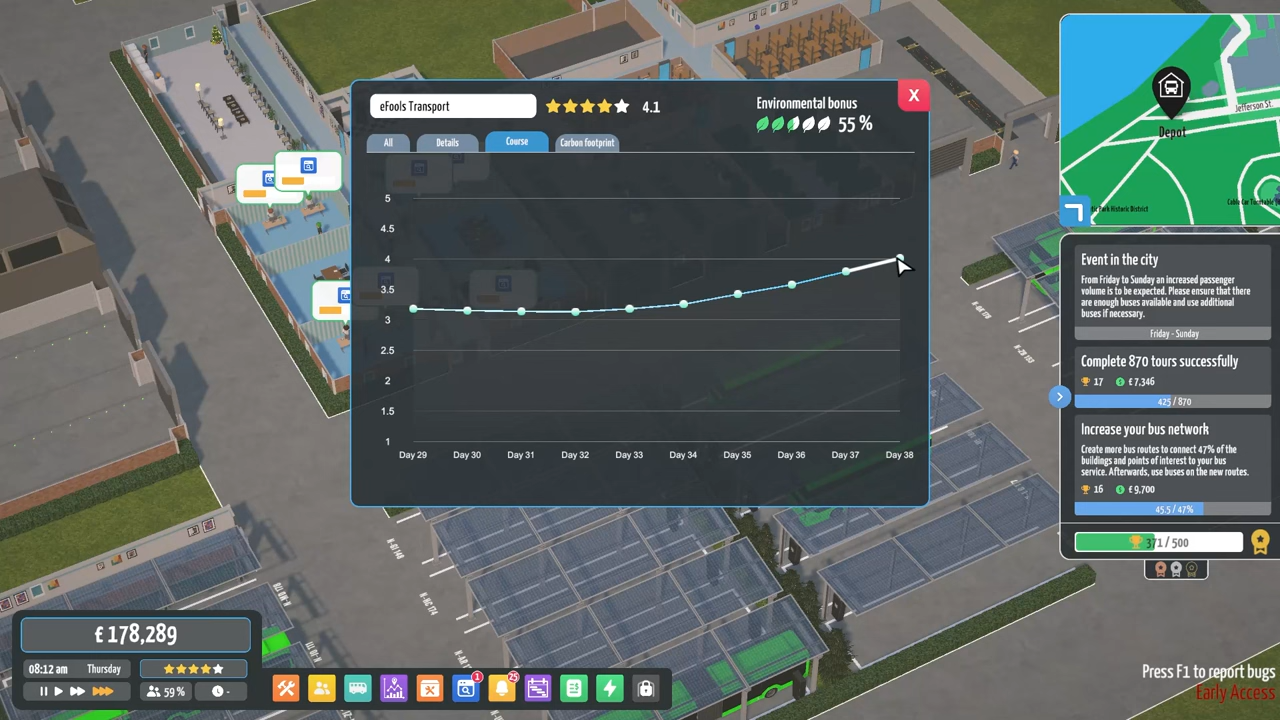 eFools Transport
4.1
Environmental bonus
55 %
X
All
Details
Course
Carbon footprint
5
4.5
4
3.5
3
2.5
2
1.5
1
Day 29
Day 30
Day 31
Day 32
Day 33
Day 34
Day 35
Day 36
Day 37
Day 38
Jefferson St.
Depot
Park Historic District
Event in the city
From Friday to Sunday an increased passenger
volume is to be expected. Please ensure that there
are enough buses available and use additional
buses if necessary.
Friday - Sunday
Complete 870 tours successfully
17
£ 7,346
425 / 870
Increase your bus network
Create more bus routes to connect 47% of the
buildings and points of interest to your bus
service. Afterwards, use buses on the new routes.
16
£ 9,700
45.5 / 47%
371 / 500
£ 178,289
08:12 am
Thursday
59 %
-
1
25
Press F1 to report bugs
Early Access